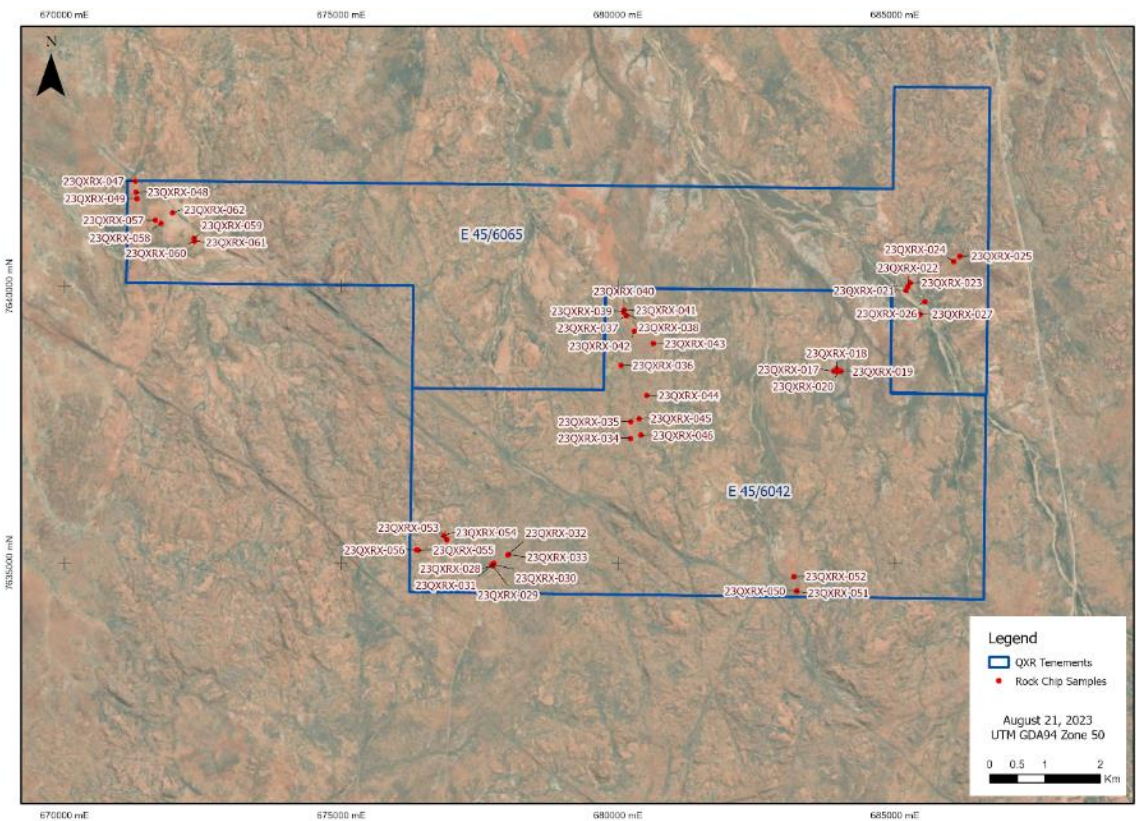 670000 mE
675000 mE
680000 mE
685000 mE
N
23QXRX-047
23QXRX-048
23QXRX-049
23QXRX-062
23QXRX-057
23QXRX-059
23QXRX-058
23QXRX-061
23QXRX-060
E 45/6065
23QXRX-024
23QXRX-025
23QXRX-022
23QXRX-023
23QXRX-021
7640000 mN
23QXRX-040
23QXRX-039
23QXRX-041
23QXRX-026
23QXRX-027
23QXRX-037
23QXRX-038
23QXRX-042
23QXRX-043
23QXRX-018
23QXRX-036
23QXRX-017
23QXRX-019
23QXRX-020
23QXRX-044
23QXRX-035
23QXRX-045
23QXRX-034
23QXRX-046
E 45/6042
23QXRX-053
23QXRX-054
23QXRX-032
23QXRX-056
23QXRX-055
23QXRX-033
7635000 mN
23QXRX-028
23QXRX-030
23QXRX-031
23QXRX-029
23QXRX-052
23QXRX-050
23QXRX-051
Legend
QXR Tenements
Rock Chip Samples
August 21, 2023
UTM GDA94 Zone 50
0 0.5 1 2
Km
670000 mE
675000 mE
680000 mE
685000 mE